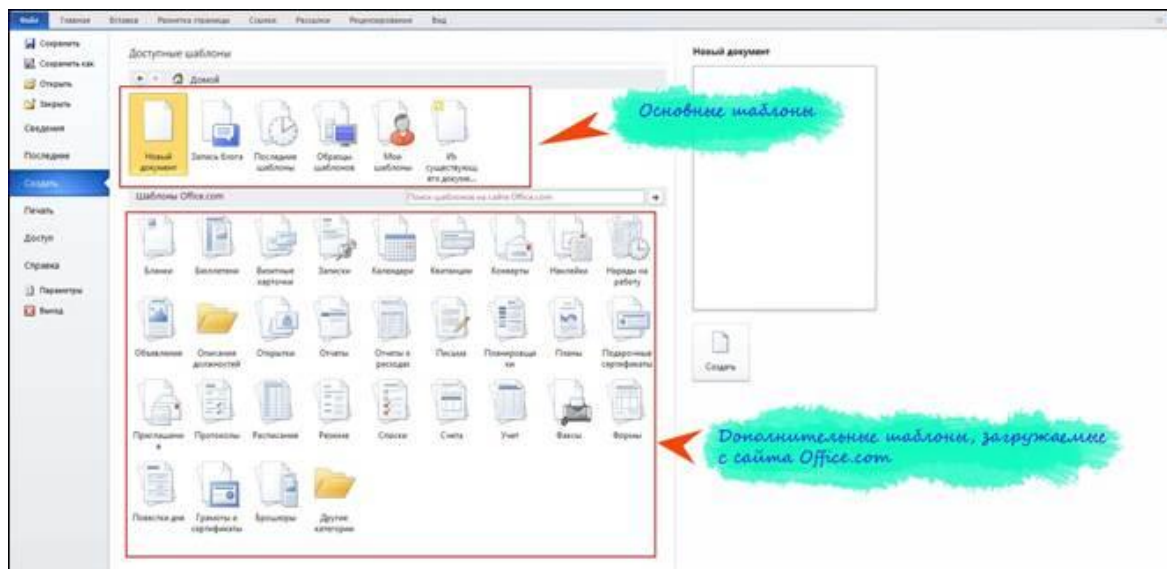 Файл Главная Вставка Разметка страницы Ссылки Рассылки Рецензирование Вид
Сохранить
Сохранить как
Открыть
Закрыть
Сведения
Последние
Создать
Печать
Доступ
Справка
Параметры
Выход
Доступные шаблоны
Домой
Новый документ
Запись блога
Последние шаблоны
Образцы шаблонов
Мои шаблоны
Из существующего докуме...
Основные шаблоны
Шаблоны Office.com
Поиск шаблонов на сайте Office.com
Бланки
Бюллетени
Визитные карточки
Записки
Календари
Квитанции
Конверты
Наклейки
Наряды на работу
Объявления
Описания должностей
Открытки
Отчеты
Отчеты о расходах
Письма
Планировщики
Планы
Подарочные сертификаты
Приглашения
Протоколы
Расписания
Резюме
Списки
Счета
Учет
Факсы
Формы
Повестки дня
Грамоты и сертификаты
Брошюры
Другие категории
Новый документ
Создать
Дополнительные шаблоны, загружаемые
с сайта Office.com